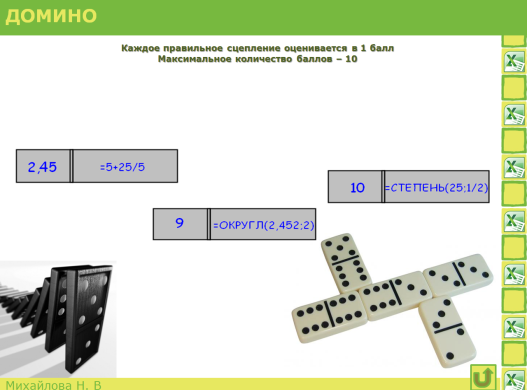 ДОМИНО
Каждое правильное сцепление оценивается в 1 балл
Максимальное количество баллов – 10
2,45 =5+25/5
10 =СТЕПЕНЬ(25;1/2)
9 =ОКРУГЛ(2,452;2)
Михайлова Н. В